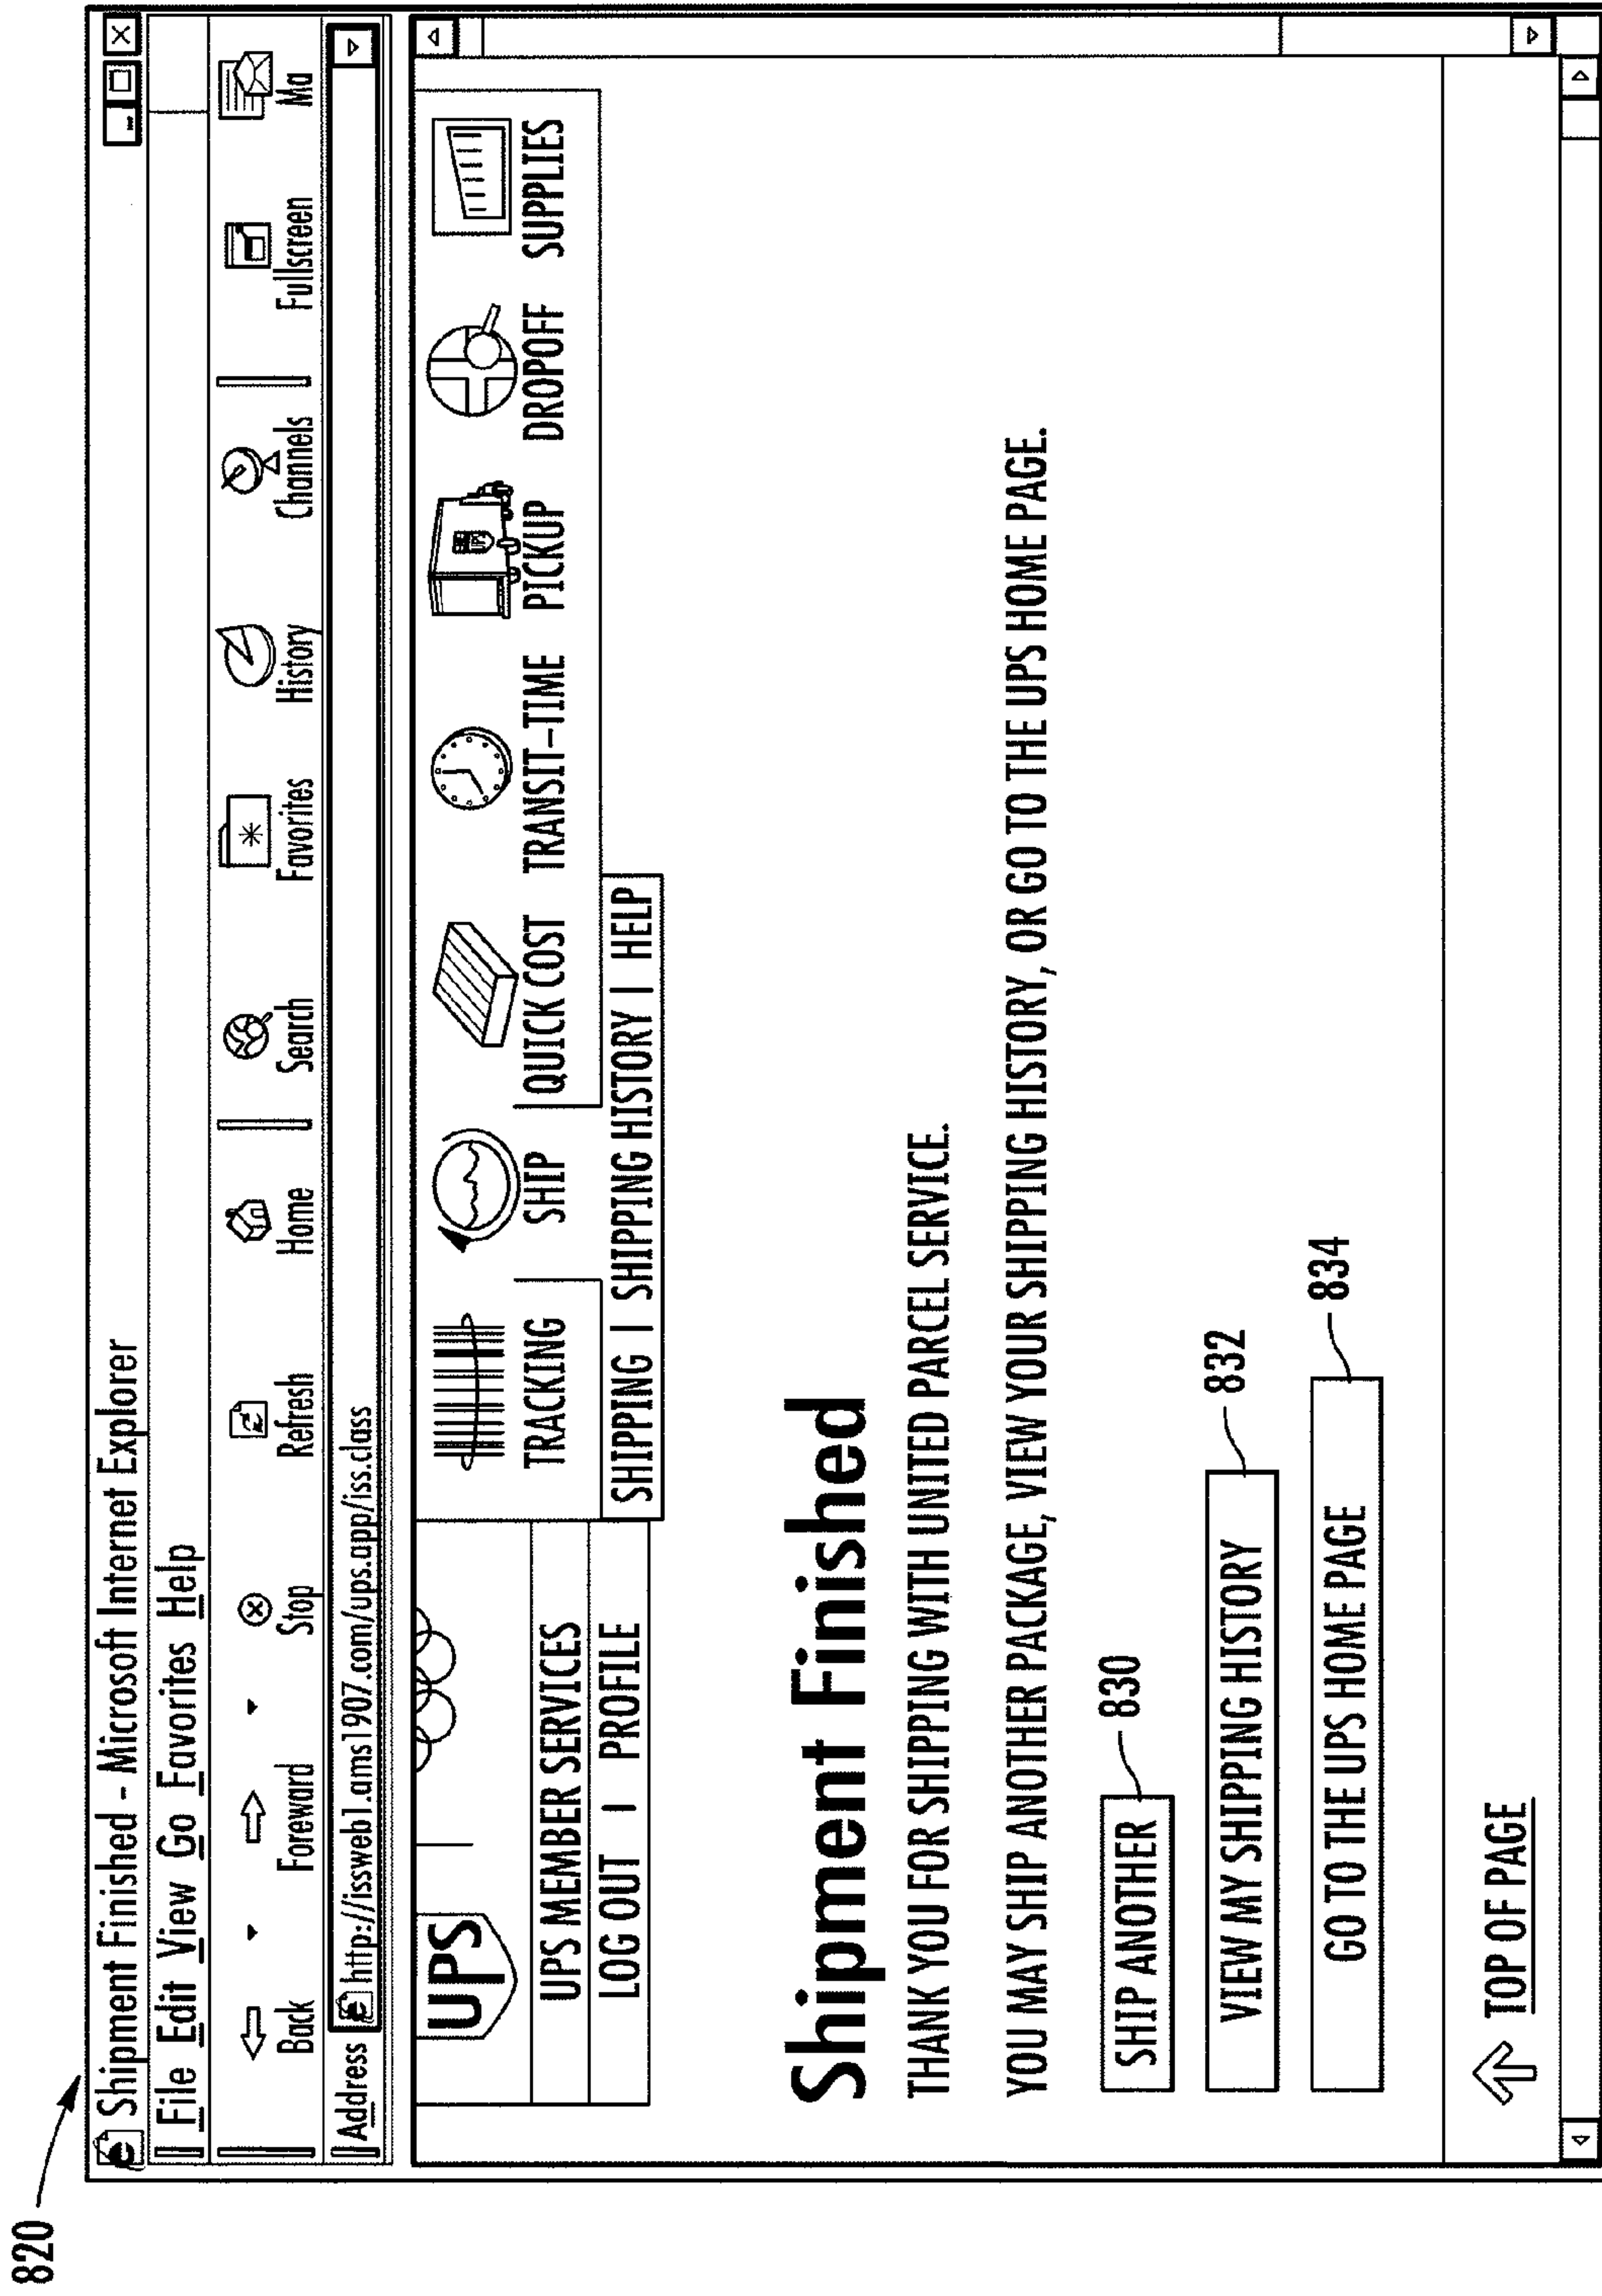 820
Shipment Finished - Microsoft Internet Explorer
File Edit View Go Favorites Help
Back Foreward Stop Refresh Home Search Favorites History Channels Fullscreen Ma
Address http://issweb1.ams1907.com/ups.app/iss.class
UPS
TRACKING SHIP QUICK COST TRANSIT-TIME PICKUP DROPOFF SUPPLIES
UPS MEMBER SERVICES
SHIPPING | SHIPPING HISTORY | HELP
LOG OUT | PROFILE
Shipment Finished
THANK YOU FOR SHIPPING WITH UNITED PARCEL SERVICE.
YOU MAY SHIP ANOTHER PACKAGE, VIEW YOUR SHIPPING HISTORY, OR GO TO THE UPS HOME PAGE.
SHIP ANOTHER 830
VIEW MY SHIPPING HISTORY 832
GO TO THE UPS HOME PAGE 834
TOP OF PAGE